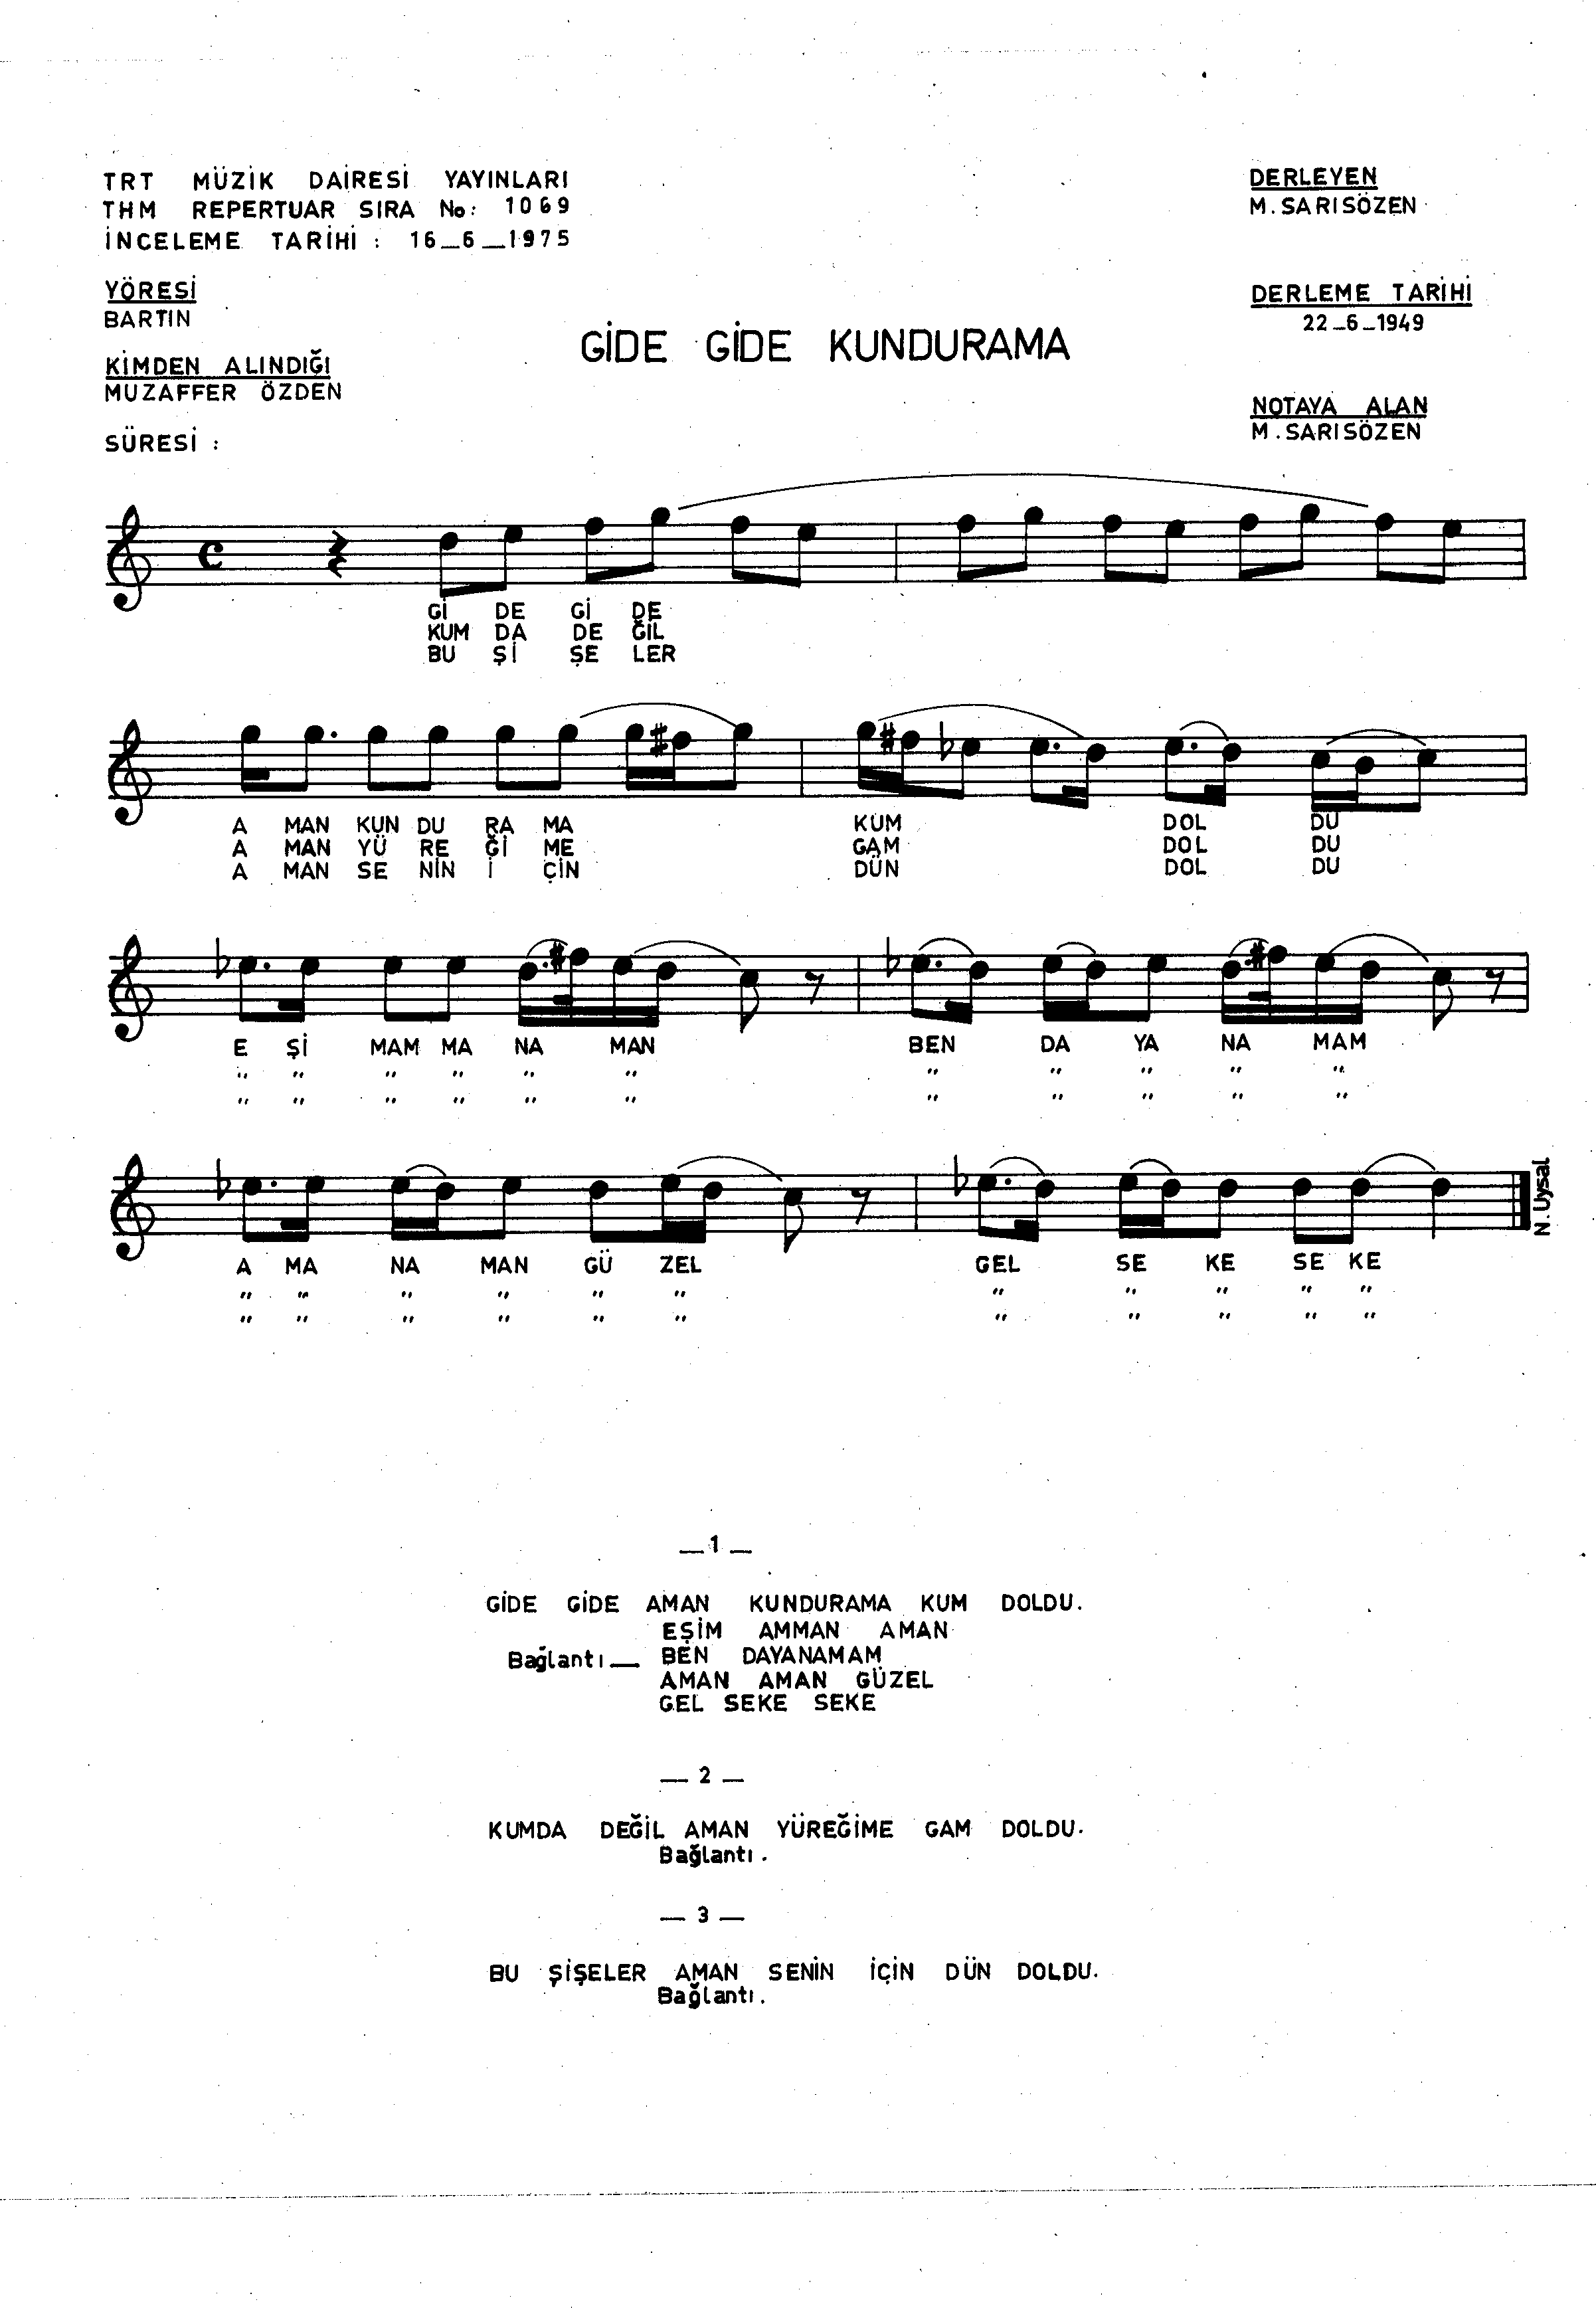 TRT MÜZİK DAİRESİ YAYINLARI
THM REPERTUAR SIRA No: 1069
İNCELEME TARİHİ : 16_6_1975
DERLEYEN
M.SARISÖZEN
YÖRESİ
BARTIN
DERLEME TARİHİ
22_6_1949
GİDE GİDE KUNDURAMA
KİMDEN ALINDIĞI
MUZAFFER ÖZDEN
NOTAYA ALAN
M.SARISÖZEN
SÜRESİ :
Gİ DE Gİ DE
KUM DA DE ĞİL
BU Şİ ŞE LER
A MAN KUN DU RA MA KUM DOL DU
A MAN YÜ RE Ğİ ME GAM DOL DU
A MAN SE NİN İ ÇİN DÜN DOL DU
E Şİ MAM MA NA MAN BEN DA YA NA MAM
" " " " " " " " " " "
" " " " " " " " " " "
A MA NA MAN GÜ ZEL GEL SE KE SE KE
" " " " " " " " " " "
" " " " " " " " " " "
N.Uysal
_1_
GİDE GİDE AMAN KUNDURAMA KUM DOLDU.
EŞİM AMMAN AMAN
Bağlantı_ BEN DAYANAMAM
AMAN AMAN GÜZEL
GEL SEKE SEKE
_ 2 _
KUMDA DEĞİL AMAN YÜREĞİME GAM DOLDU.
Bağlantı.
_ 3 _
BU ŞİŞELER AMAN SENİN İÇİN DÜN DOLDU.
Bağlantı.